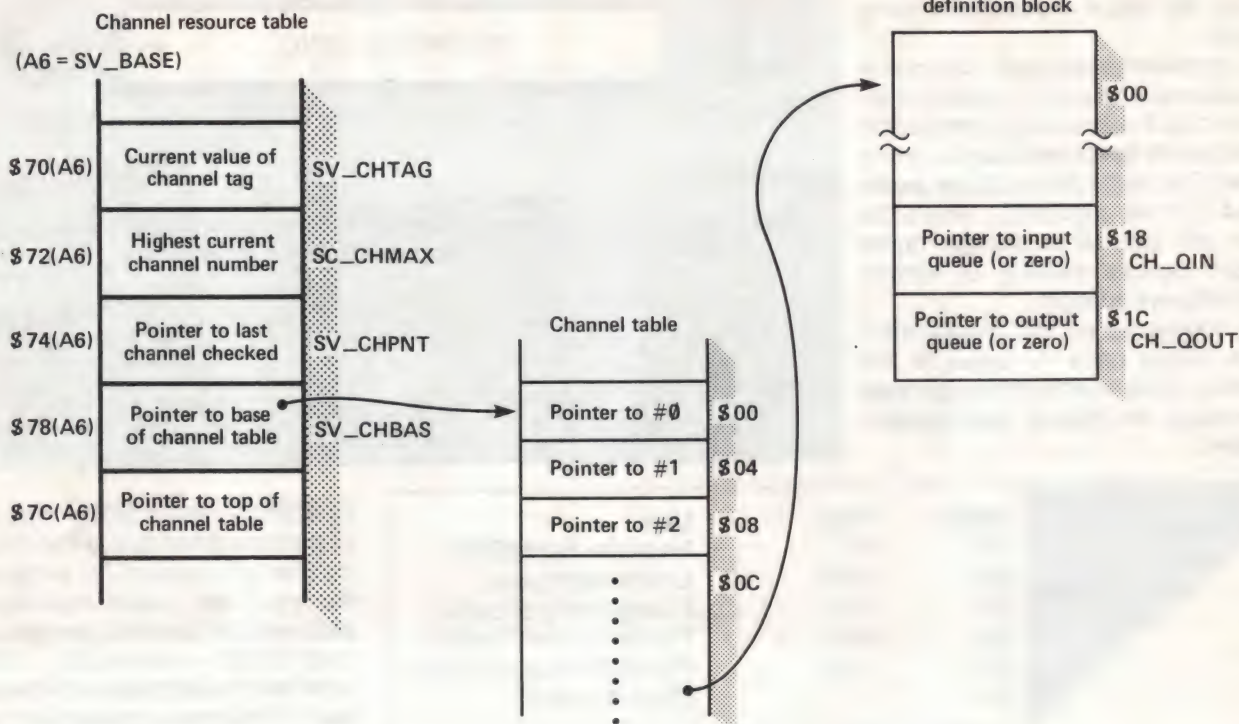 Channel resource table
(A6 = SV_BASE)
$70(A6)
Current value of
channel tag
SV_CHTAG
$72(A6)
Highest current
channel number
SC_CHMAX
$74(A6)
Pointer to last
channel checked
SV_CHPNT
$78(A6)
Pointer to base
of channel table
SV_CHBAS
$7C(A6)
Pointer to top of
channel table
Channel table
Pointer to #0
$00
Pointer to #1
$04
Pointer to #2
$08
$0C
definition block
$00
Pointer to input
queue (or zero)
$18
CH_QIN
Pointer to output
queue (or zero)
$1C
CH_QOUT